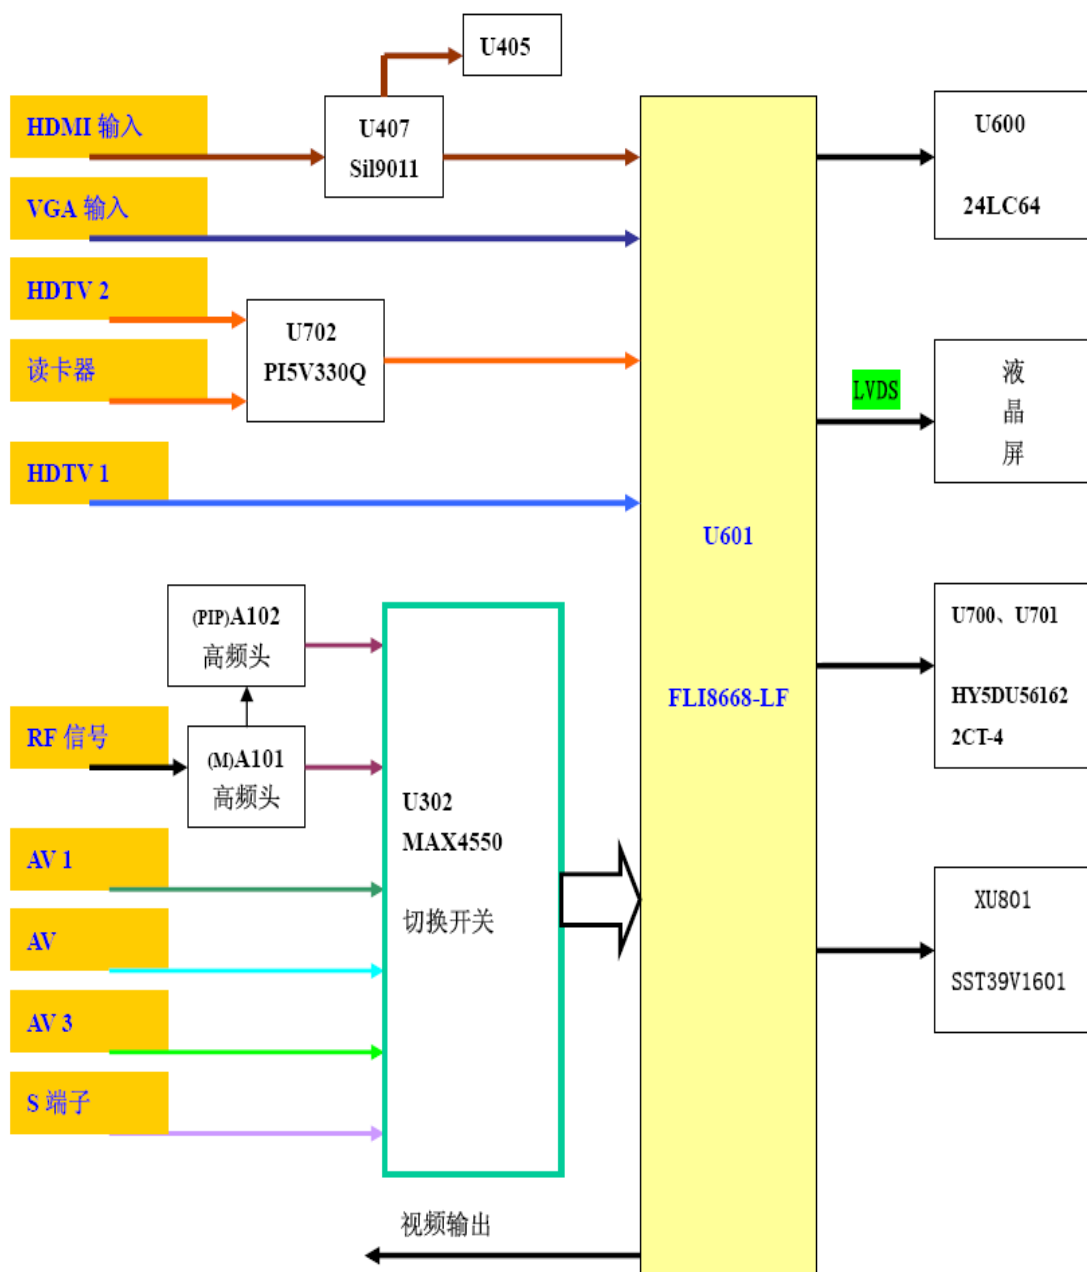 U405
HDMI 输入
U407
Sil9011
U600
24LC64
VGA 输入
HDTV 2
U702
PI5V330Q
读卡器
LVDS
液
晶
屏
HDTV 1
U601
FLI8668-LF
(PIP)A102
高频头
U700、U701
HY5DU56162
2CT-4
RF 信号
(M)A101
高频头
U302
MAX4550
切换开关
AV 1
AV
AV 3
S 端子
XU801
SST39V1601
视频输出